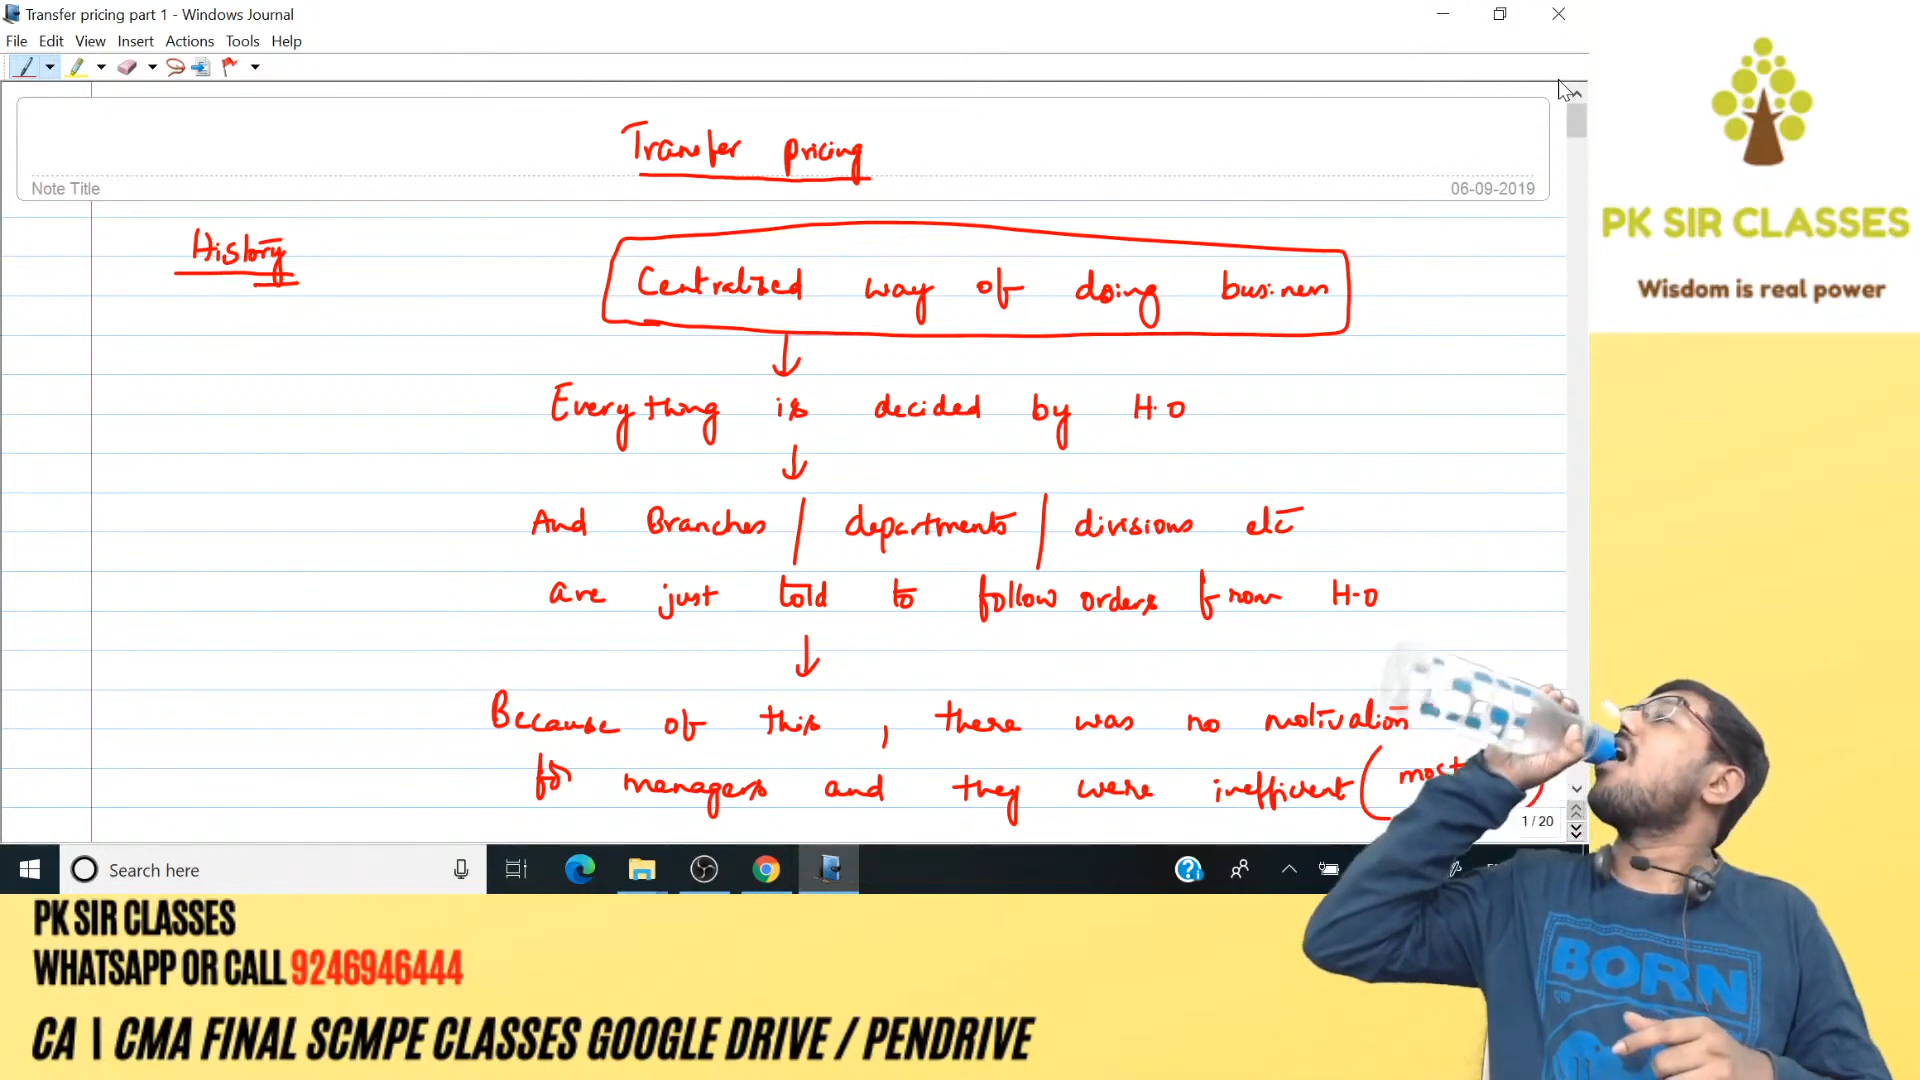 Transfer pricing part 1 - Windows Journal
File Edit View Insert Actions Tools Help
Transfer pricing
Note Title
06-09-2019
History
Centralized way of doing business
Everything is decided by H.O
And Branches / departments / divisions etc
are just told to follow orders from H.O
Because of this, there was no motivation
for managers and they were inefficient (most
1 / 20
Search here
PK SIR CLASSES
Wisdom is real power
PK SIR CLASSES
WHATSAPP OR CALL 9246946444
CA \ CMA FINAL SCMPE CLASSES GOOGLE DRIVE / PENDRIVE
BORN